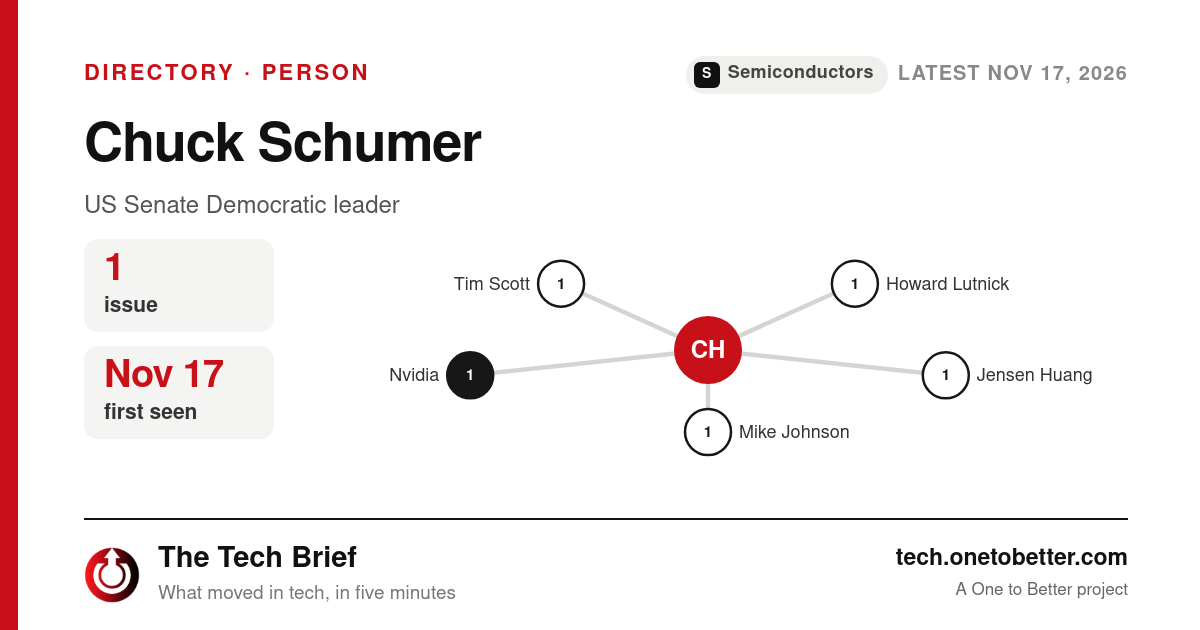 DIRECTORY · PERSON
S Semiconductors LATEST NOV 17, 2026
Chuck Schumer
US Senate Democratic leader
1
issue
Nov 17
first seen
Tim Scott 1
1 Howard Lutnick
CH
Nvidia 1
1 Jensen Huang
1 Mike Johnson
The Tech Brief
What moved in tech, in five minutes
tech.onetobetter.com
A One to Better project